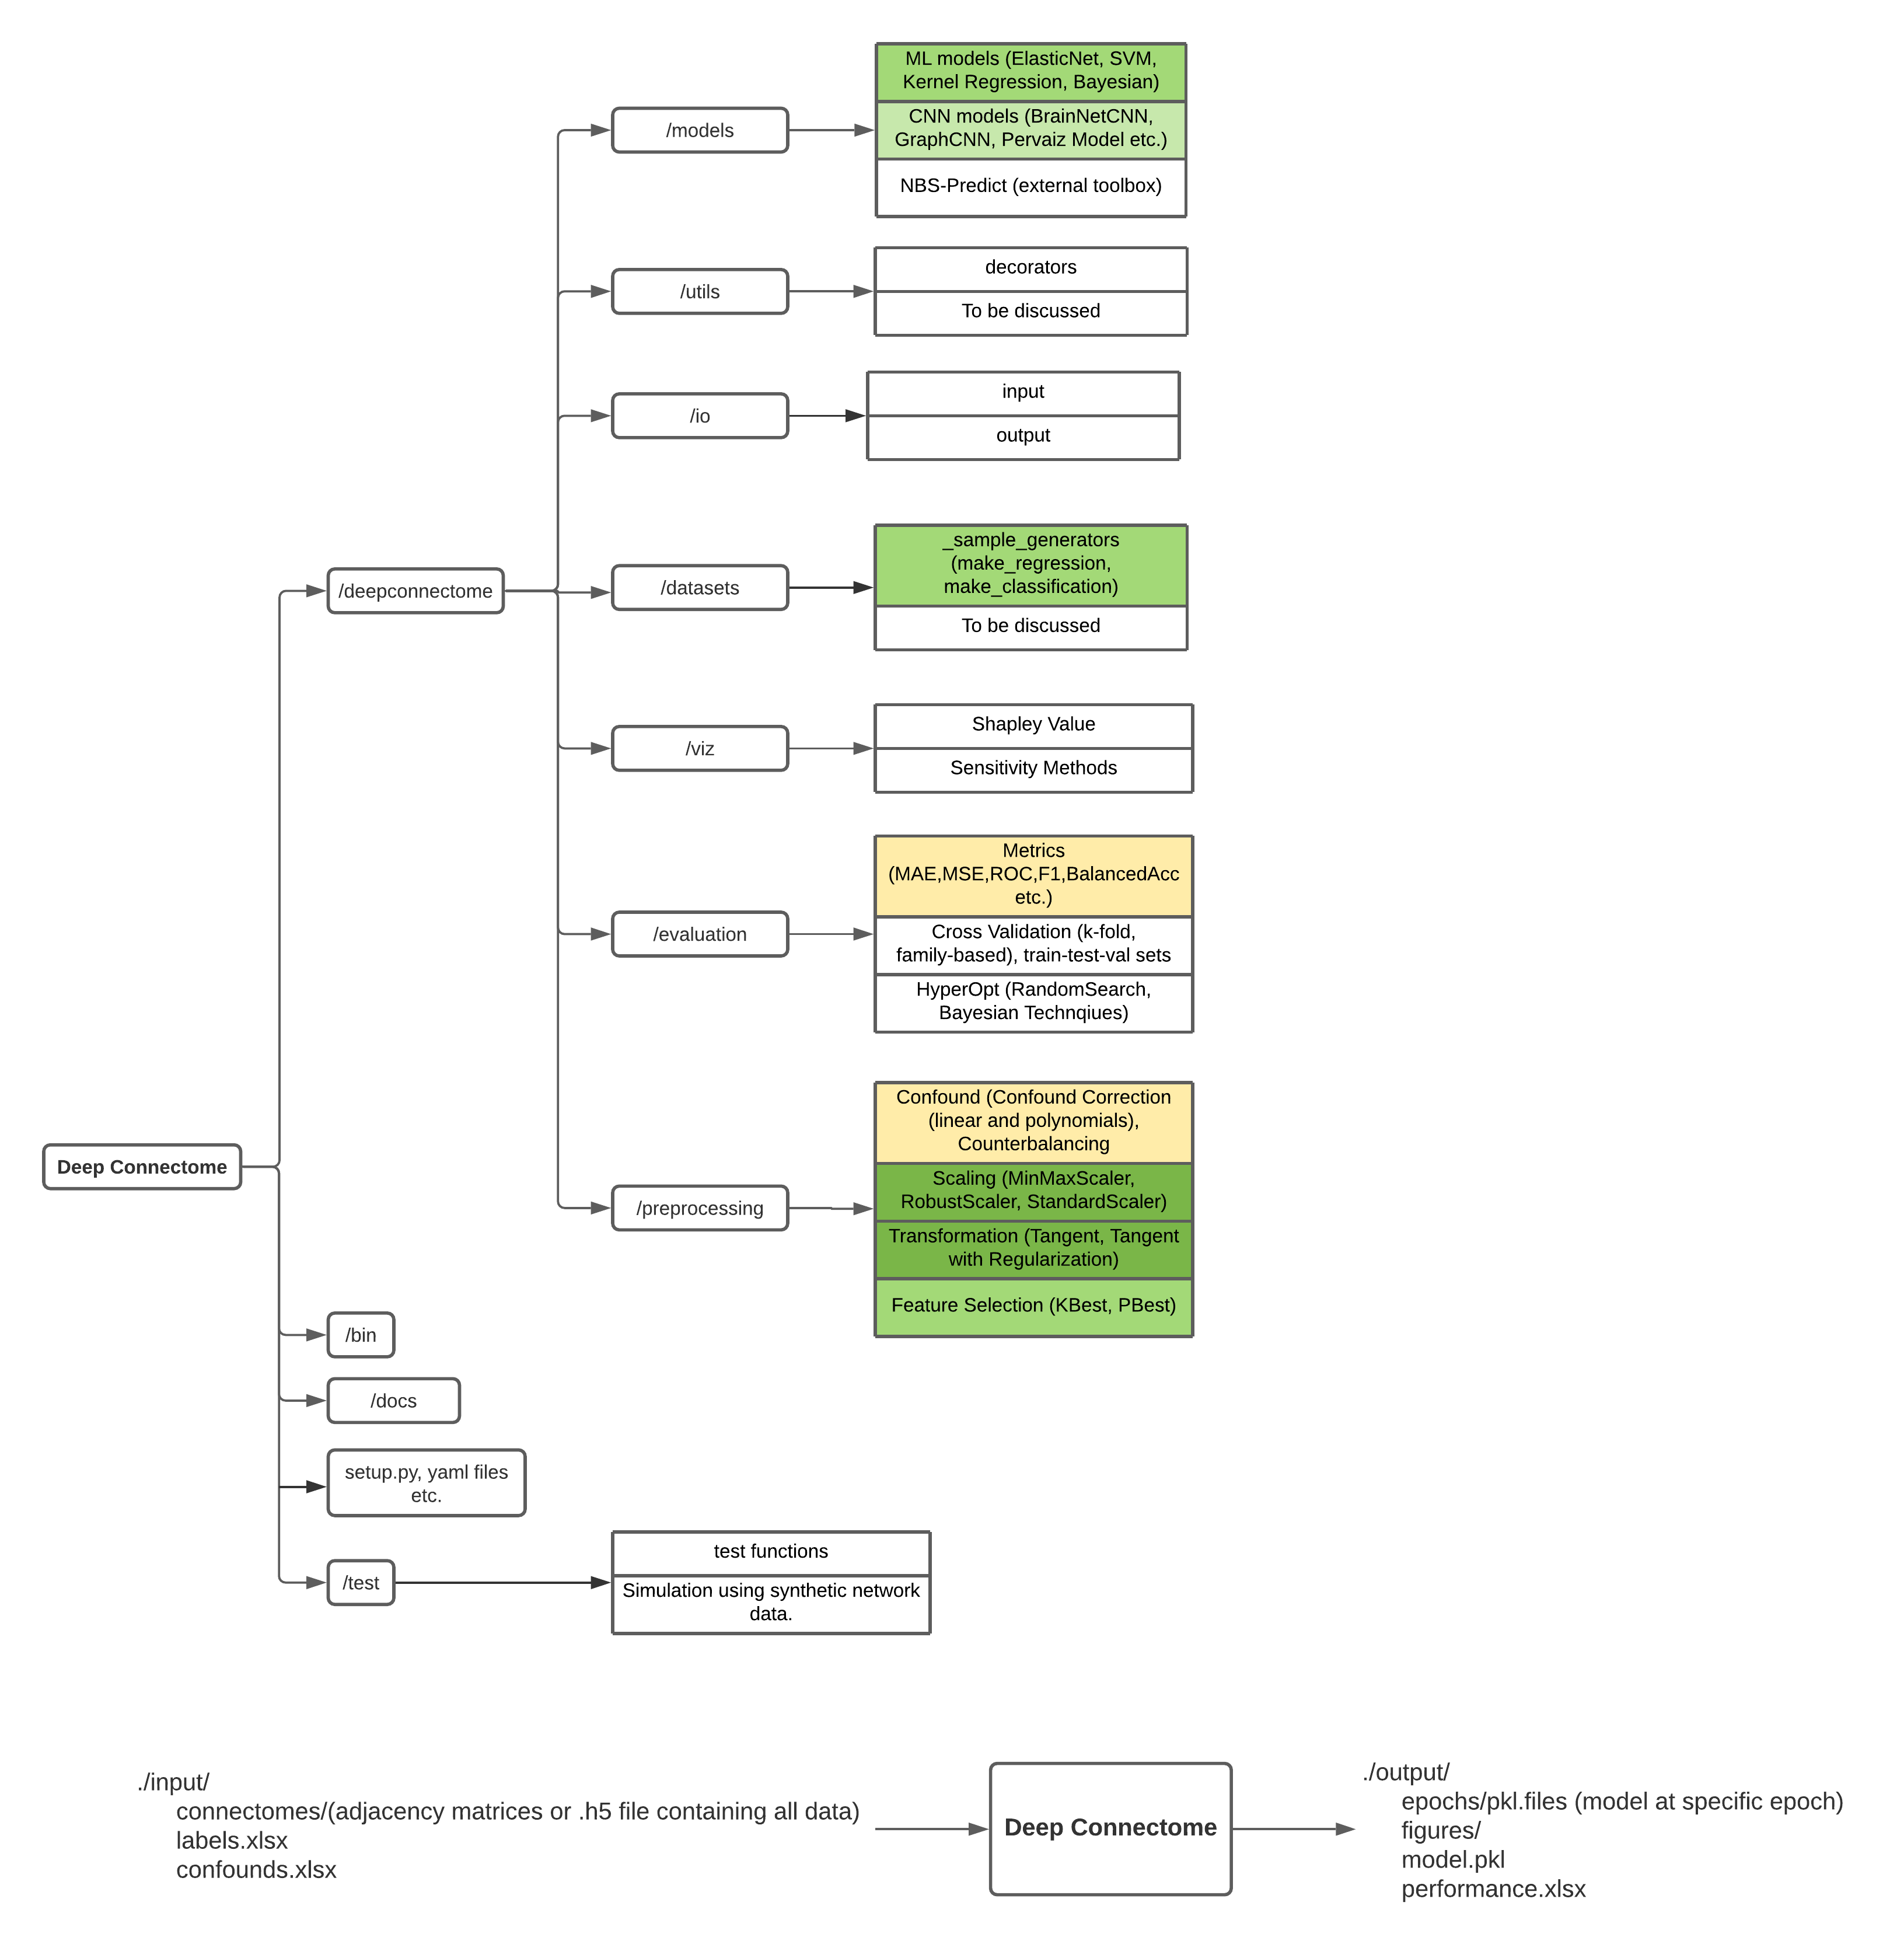 ML models (ElasticNet, SVM,
Kernel Regression, Bayesian)
CNN models (BrainNetCNN,
GraphCNN, Pervaiz Model etc.)
NBS-Predict (external toolbox)
/models
decorators
To be discussed
/utils
input
output
/io
_sample_generators
(make_regression,
make_classification)
To be discussed
/datasets
/deepconnectome
Shapley Value
Sensitivity Methods
/viz
Metrics
(MAE,MSE,ROC,F1,BalancedAcc
etc.)
Cross Validation (k-fold,
family-based), train-test-val sets
HyperOpt (RandomSearch,
Bayesian Technqiues)
/evaluation
Confound (Confound Correction
(linear and polynomials),
Counterbalancing
Scaling (MinMaxScaler,
RobustScaler, StandardScaler)
Transformation (Tangent, Tangent
with Regularization)
Feature Selection (KBest, PBest)
/preprocessing
Deep Connectome
/bin
/docs
setup.py, yaml files
etc.
/test
test functions
Simulation using synthetic network
data.
./input/
connectomes/(adjacency matrices or .h5 file containing all data)
labels.xlsx
confounds.xlsx
Deep Connectome
./output/
epochs/pkl.files (model at specific epoch)
figures/
model.pkl
performance.xlsx